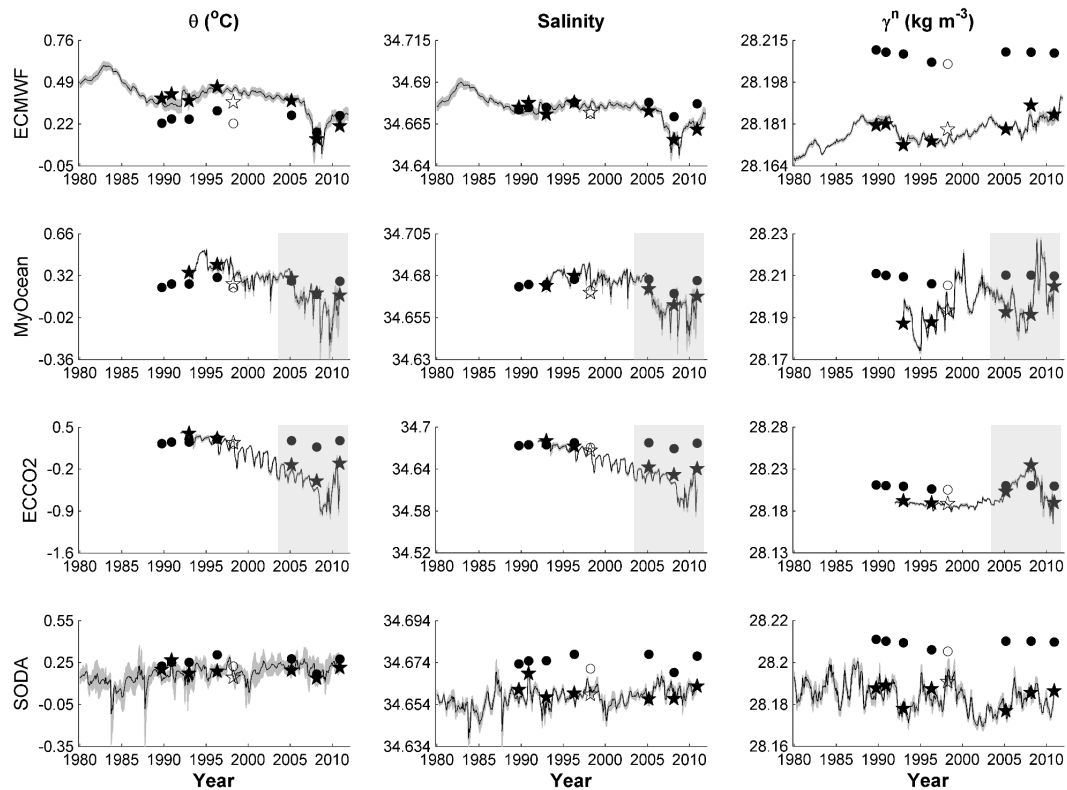 θ (°C) Salinity γⁿ (kg m⁻³)
ECMWF
0.76 34.715 28.215
0.49 34.69 28.198
0.22 34.665 28.181
-0.05 34.64 28.164
1980 1985 1990 1995 2000 2005 2010 1980 1985 1990 1995 2000 2005 2010 1980 1985 1990 1995 2000 2005 2010
MyOcean
0.66 34.705 28.23
0.32 34.68 28.21
-0.02 34.655 28.19
-0.36 34.63 28.17
1980 1985 1990 1995 2000 2005 2010 1980 1985 1990 1995 2000 2005 2010 1980 1985 1990 1995 2000 2005 2010
ECCO2
0.5 34.7 28.28
-0.2 34.64 28.23
-0.9 34.58 28.18
-1.6 34.52 28.13
1980 1985 1990 1995 2000 2005 2010 1980 1985 1990 1995 2000 2005 2010 1980 1985 1990 1995 2000 2005 2010
SODA
0.55 34.694 28.22
0.25 34.674 28.2
-0.05 34.654 28.18
-0.35 34.634 28.16
1980 1985 1990 1995 2000 2005 2010 1980 1985 1990 1995 2000 2005 2010 1980 1985 1990 1995 2000 2005 2010
Year Year Year